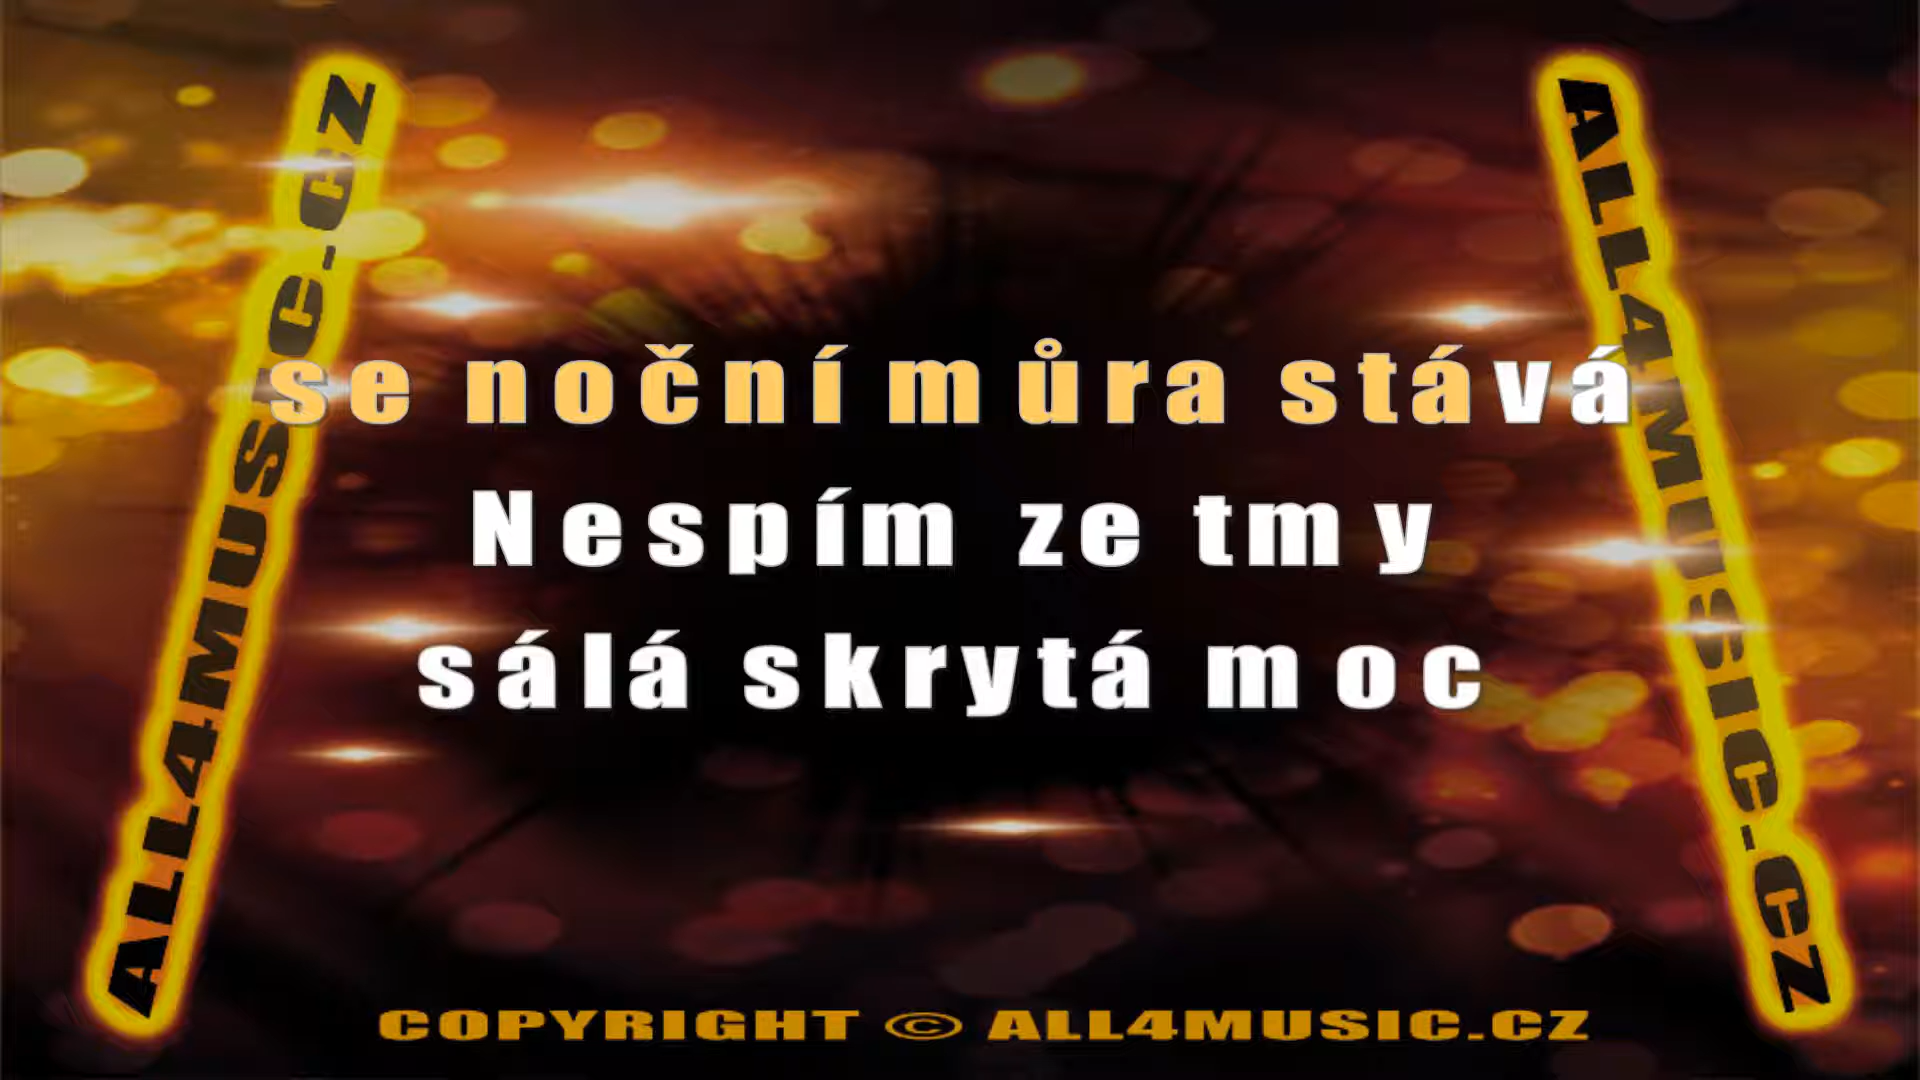 ALL4MUSIC.CZ
ALL4MUSIC.CZ
se noční můra stává
Nespím ze tmy
sálá skrytá moc
COPYRIGHT © ALL4MUSIC.CZ